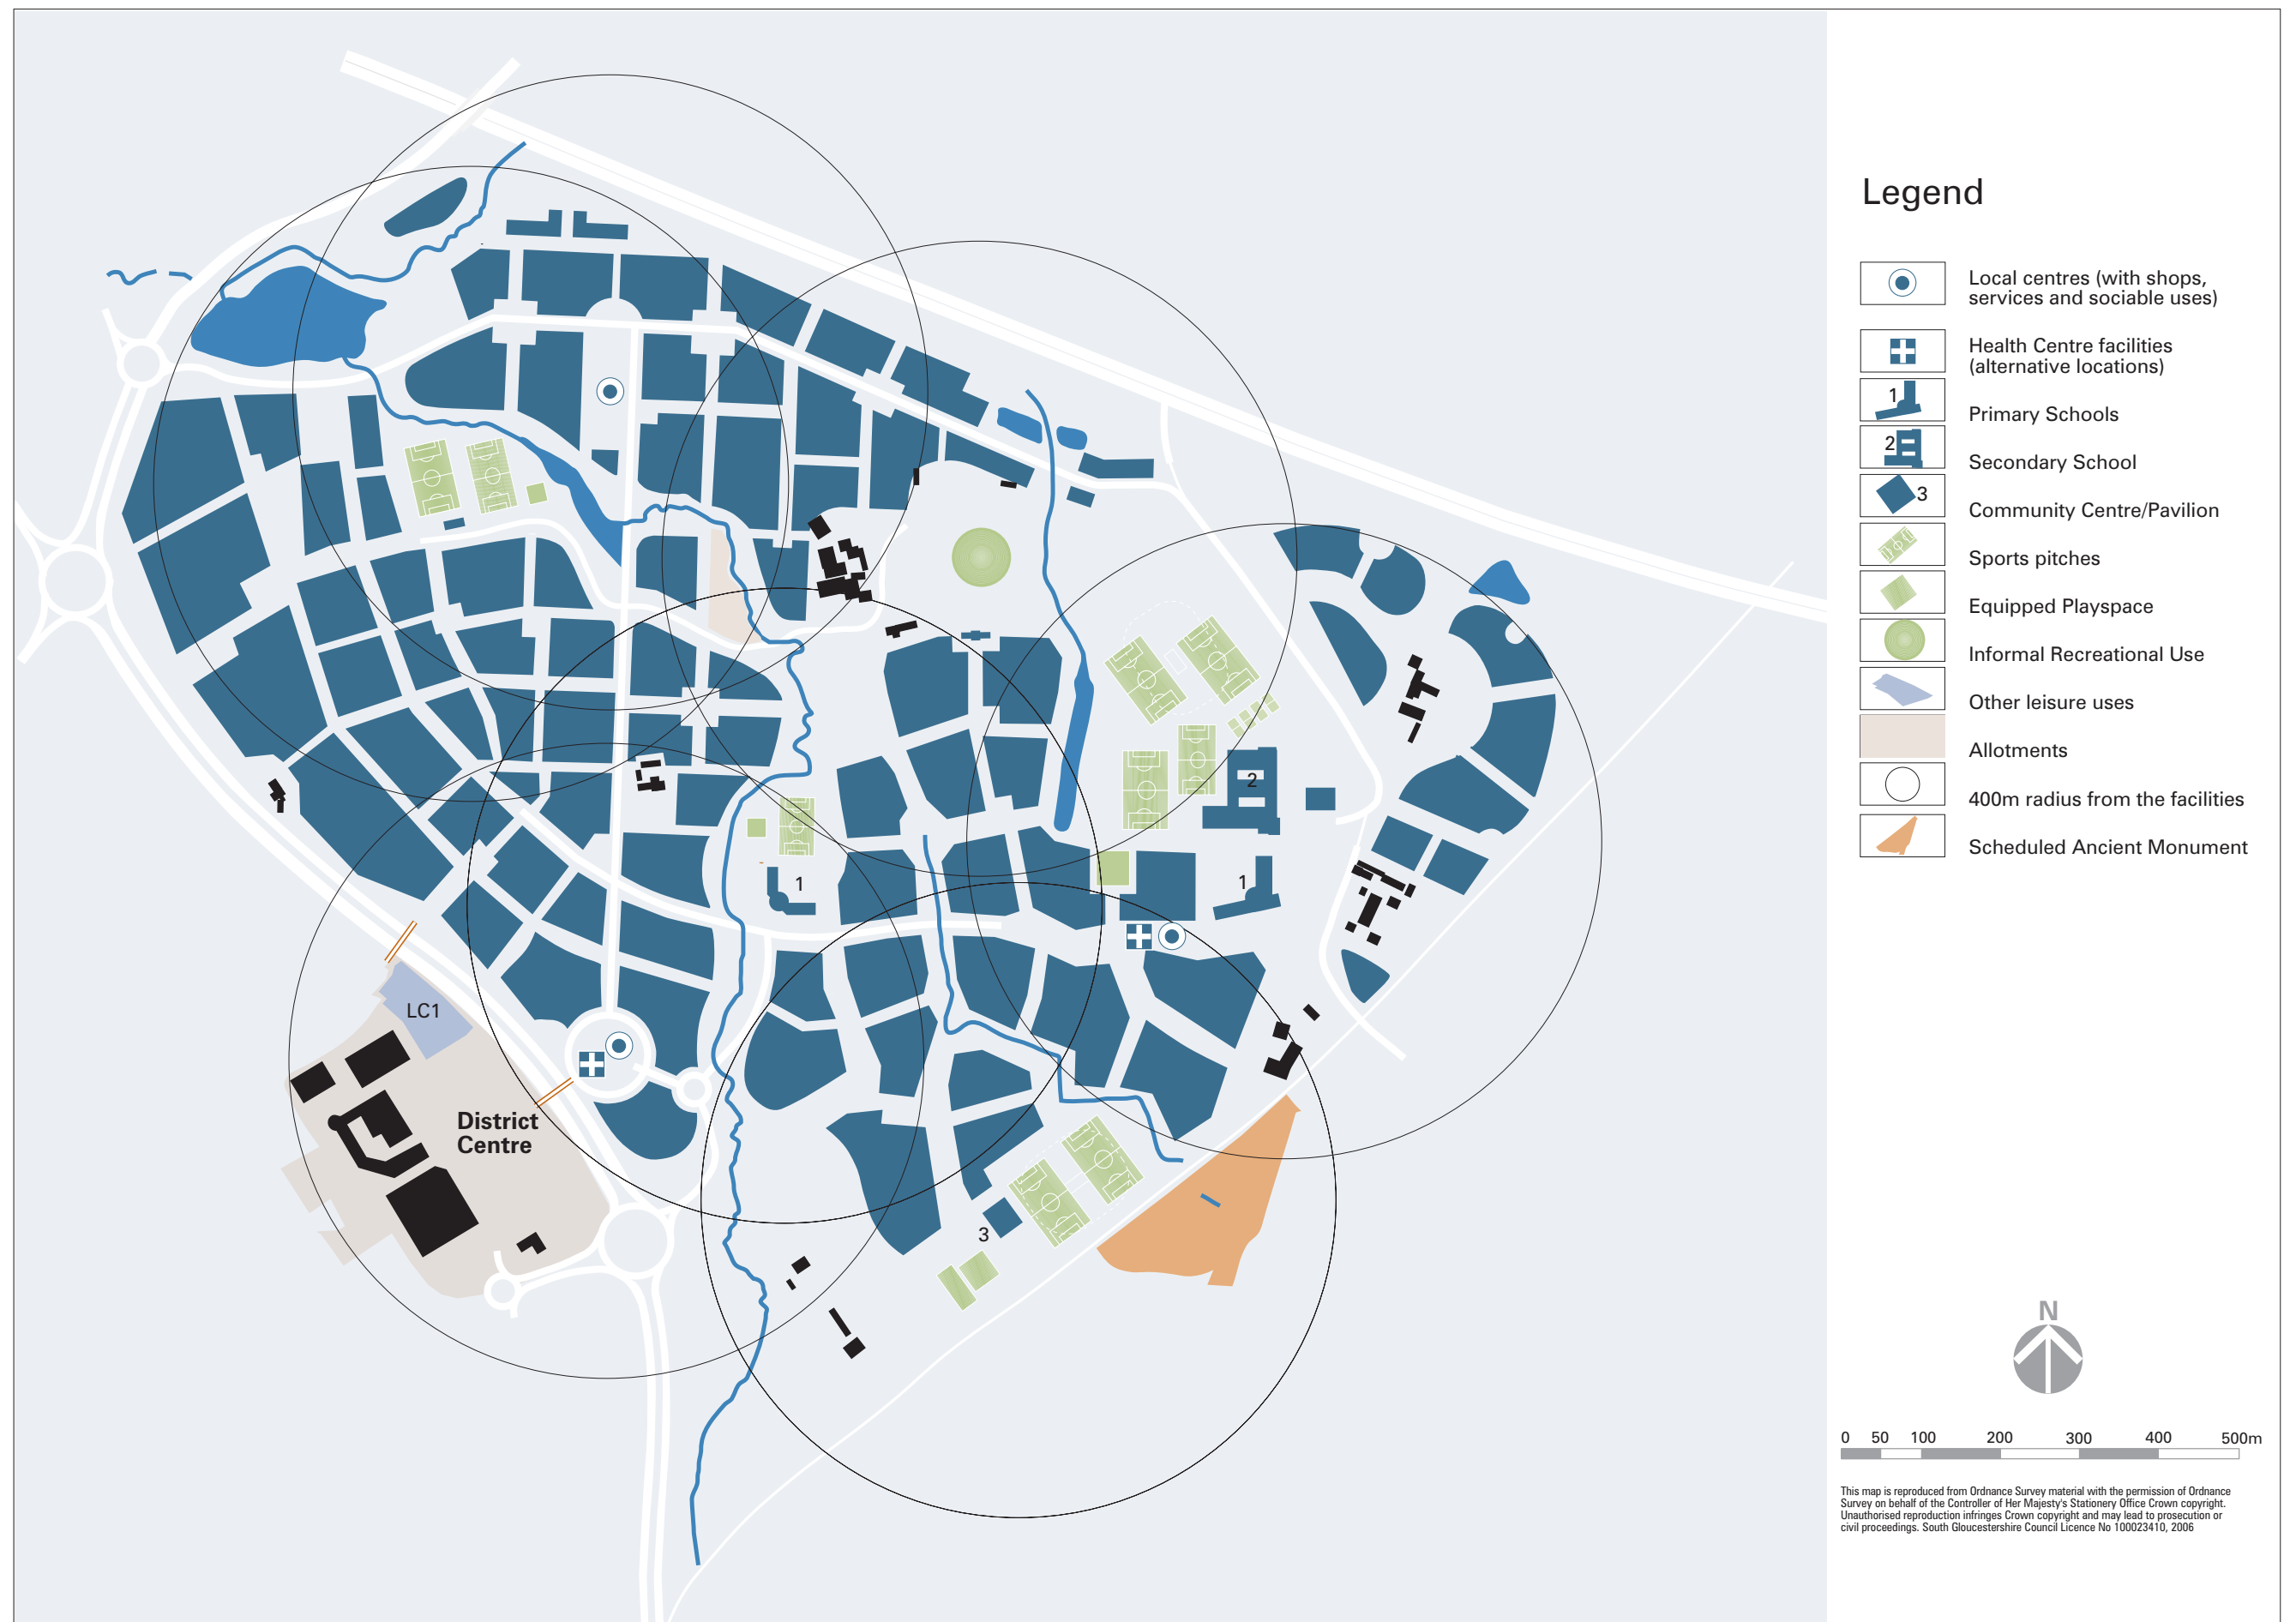 Legend
Local centres (with shops,
services and sociable uses)
Health Centre facilities
(alternative locations)
1
Primary Schools
2
Secondary School
3
Community Centre/Pavilion
Sports pitches
Equipped Playspace
Informal Recreational Use
Other leisure uses
Allotments
400m radius from the facilities
Scheduled Ancient Monument
2
1
1
LC1
District
Centre
3
N
0 50 100 200 300 400 500m
This map is reproduced from Ordnance Survey material with the permission of Ordnance
Survey on behalf of the Controller of Her Majesty's Stationery Office Crown copyright.
Unauthorised reproduction infringes Crown copyright and may lead to prosecution or
civil proceedings. South Gloucestershire Council Licence No 100023410, 2006